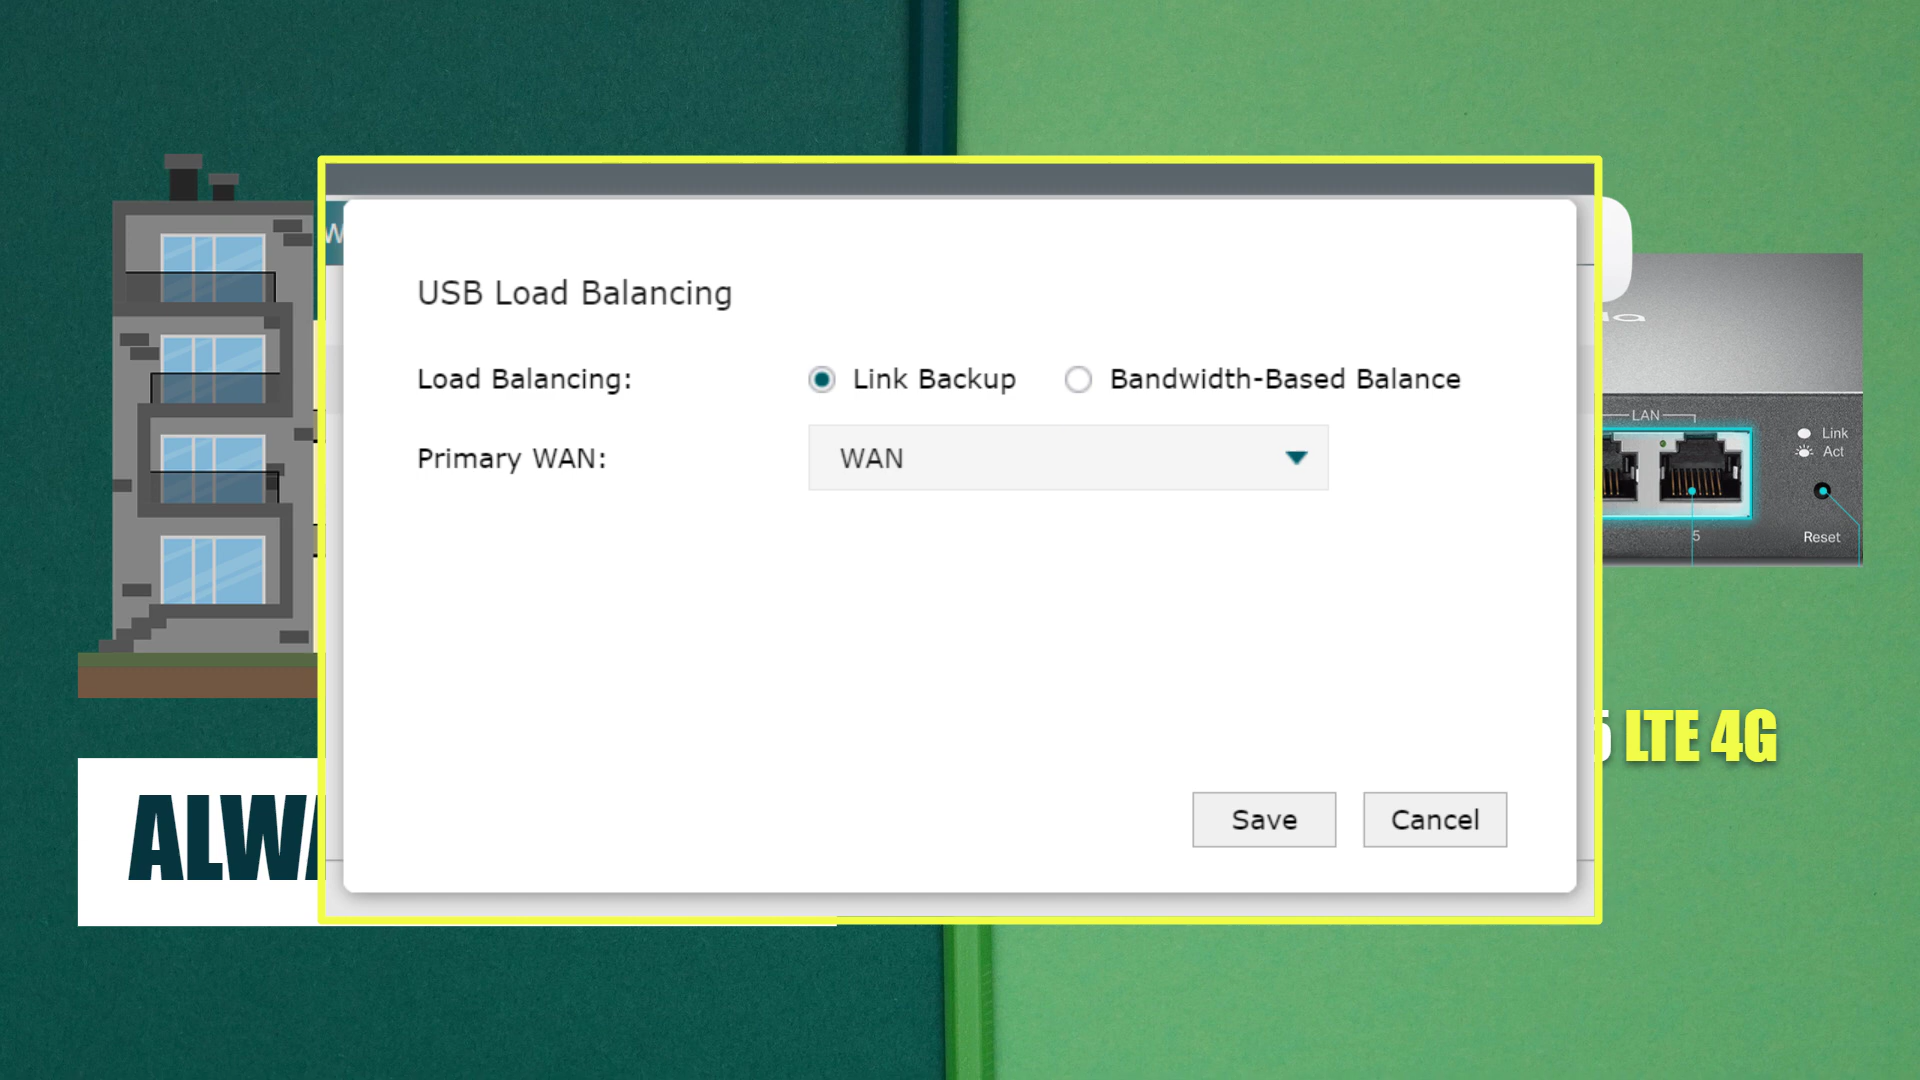 USB Load Balancing
Load Balancing: Link Backup Bandwidth-Based Balance
Primary WAN: WAN
LAN
Link
Act
5
Reset
LTE 4G
Save Cancel